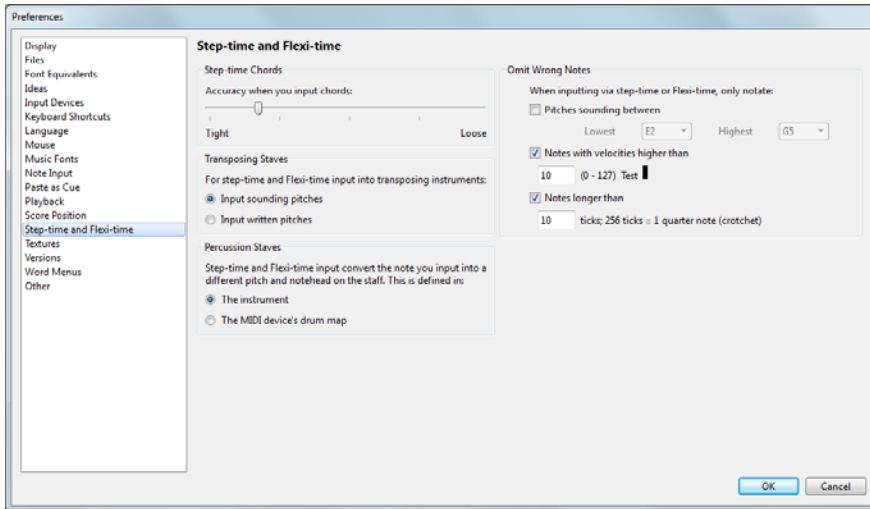 Preferences
Display
Files
Font Equivalents
Ideas
Input Devices
Keyboard Shortcuts
Language
Mouse
Music Fonts
Note Input
Paste as Cue
Playback
Score Position
Step-time and Flexi-time
Textures
Versions
Word Menus
Other
Step-time and Flexi-time
Step-time Chords
Accuracy when you input chords:
Tight Loose
Transposing Staves
For step-time and Flexi-time input into transposing instruments:
Input sounding pitches
Input written pitches
Percussion Staves
Step-time and Flexi-time input convert the note you input into a
different pitch and notehead on the staff. This is defined in:
The instrument
The MIDI device's drum map
Omit Wrong Notes
When inputting via step-time or Flexi-time, only notate:
Pitches sounding between
Lowest E2 Highest G5
Notes with velocities higher than
10 (0 - 127) Test
Notes longer than
10 ticks; 256 ticks = 1 quarter note (crotchet)
OK Cancel